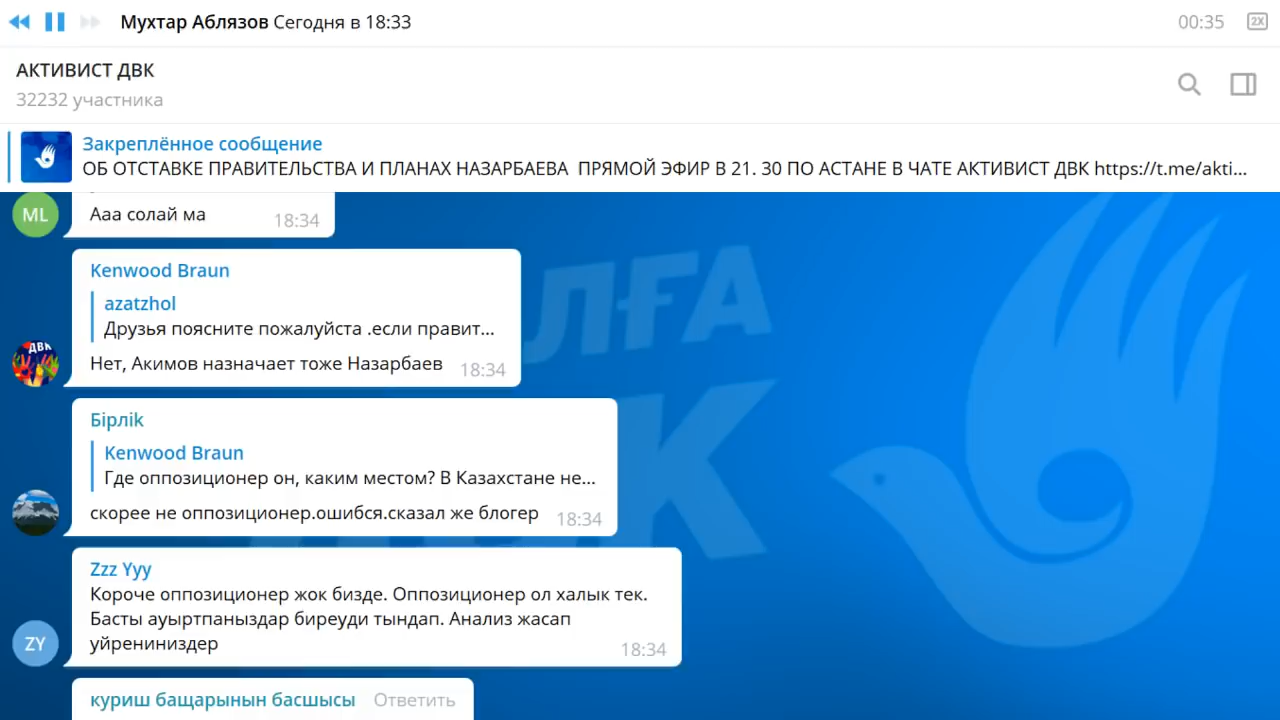 Мухтар Аблязов Сегодня в 18:33
00:35
2X
АКТИВИСТ ДВК
32232 участника
Закреплённое сообщение
ОБ ОТСТАВКЕ ПРАВИТЕЛЬСТВА И ПЛАНАХ НАЗАРБАЕВА ПРЯМОЙ ЭФИР В 21. 30 ПО АСТАНЕ В ЧАТЕ АКТИВИСТ ДВК https://t.me/akti...
ML
Ааа солай ма
18:34
Kenwood Braun
azatzhol
Друзья поясните пожалуйста .если правит...
ДВК
Нет, Акимов назначает тоже Назарбаев
18:34
Бірлік
Kenwood Braun
Где оппозиционер он, каким местом? В Казахстане не...
скорее не оппозиционер.ошибся.сказал же блогер
18:34
Zzz Yyy
Короче оппозиционер жок бизде. Оппозиционер ол халык тек.
Басты ауыртпаныздар биреуди тындап. Анализ жасап
уйрениниздер
ZY
18:34
куриш бащарынын басшысы Ответить